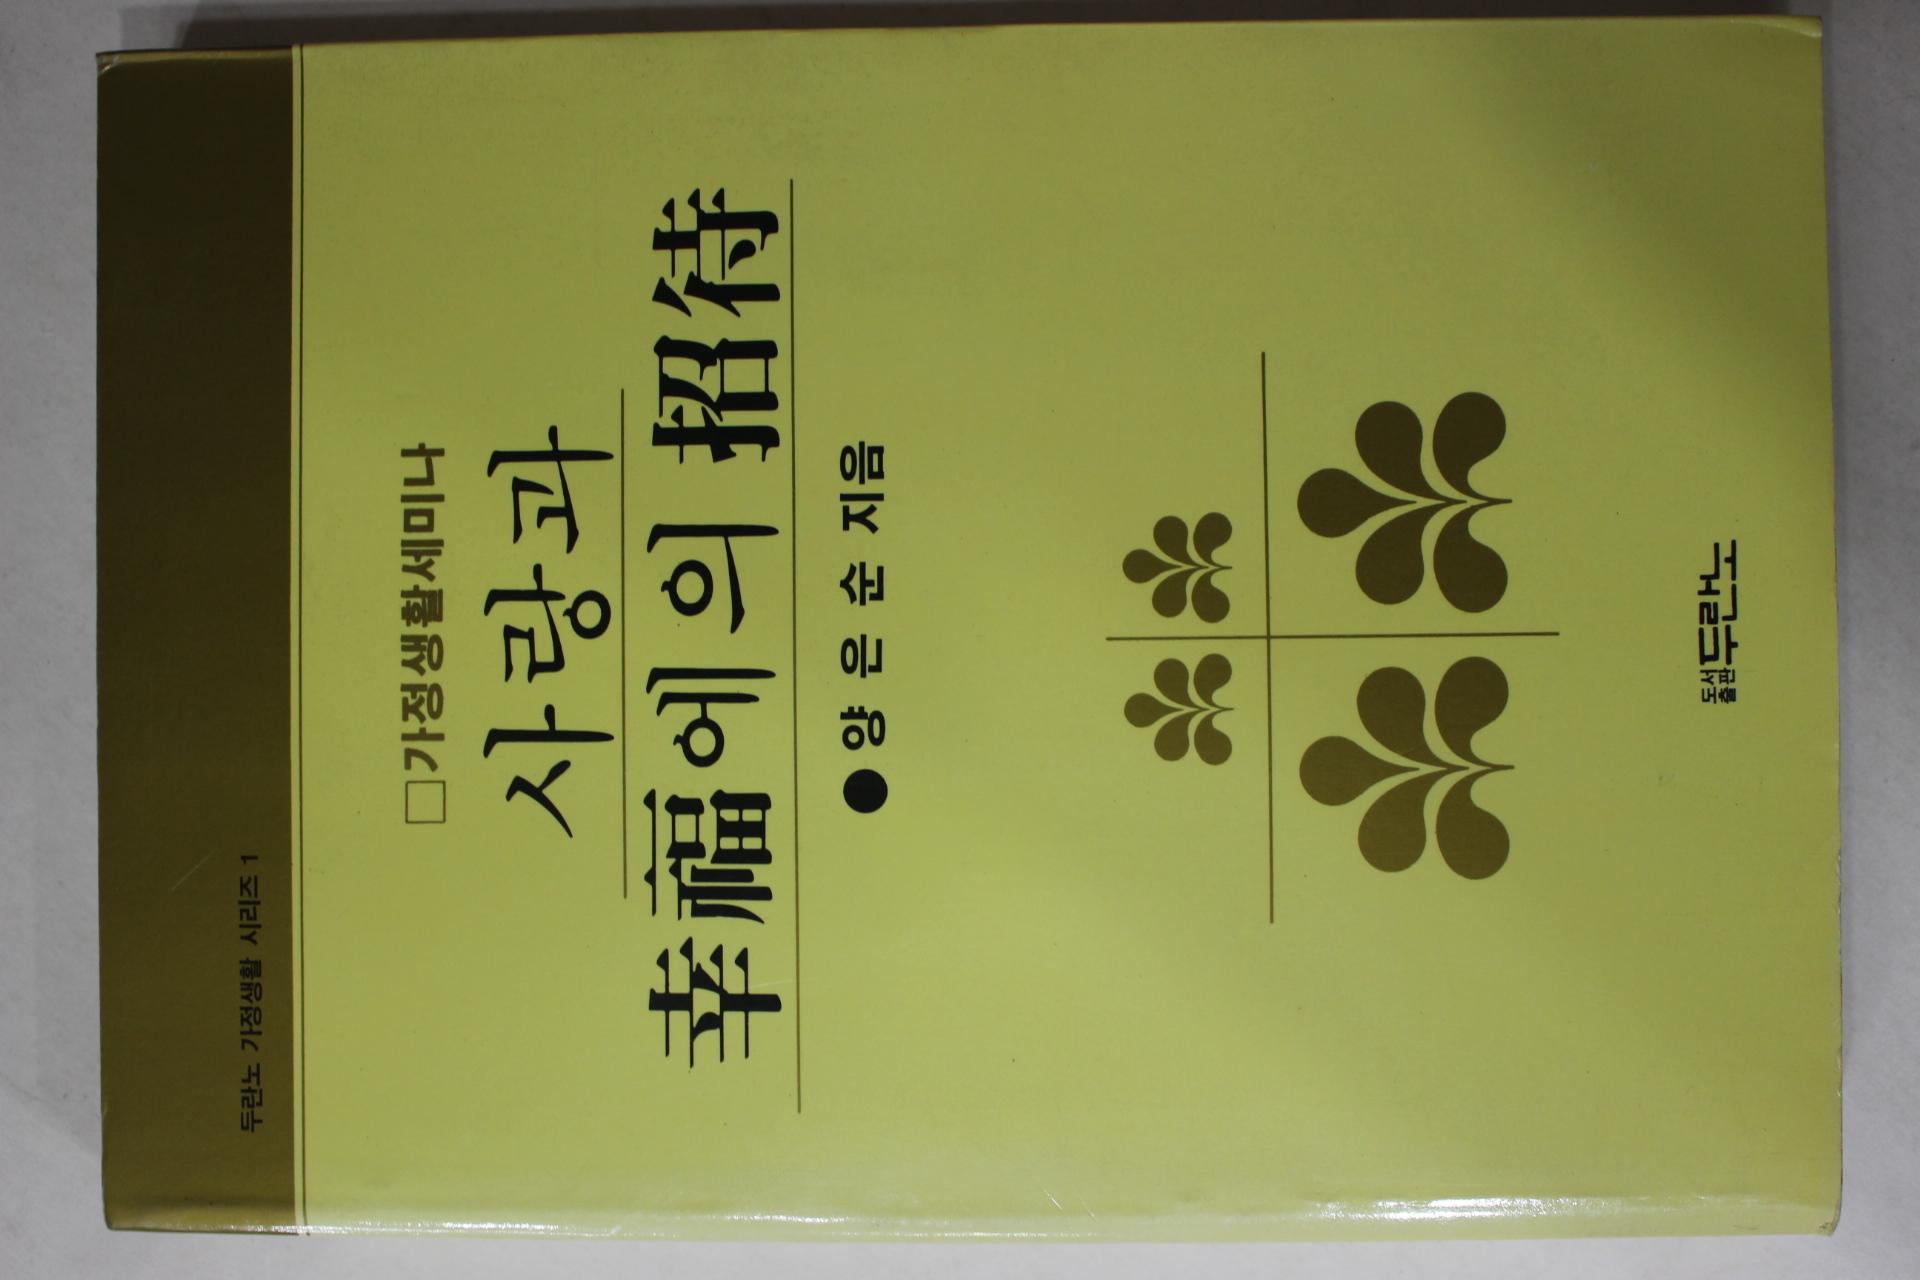 두란노 가정생활 시리즈 1
□가정생활세미나
사랑과
幸福에의 招待
●양 은 순 지음
도서
출판
두란노